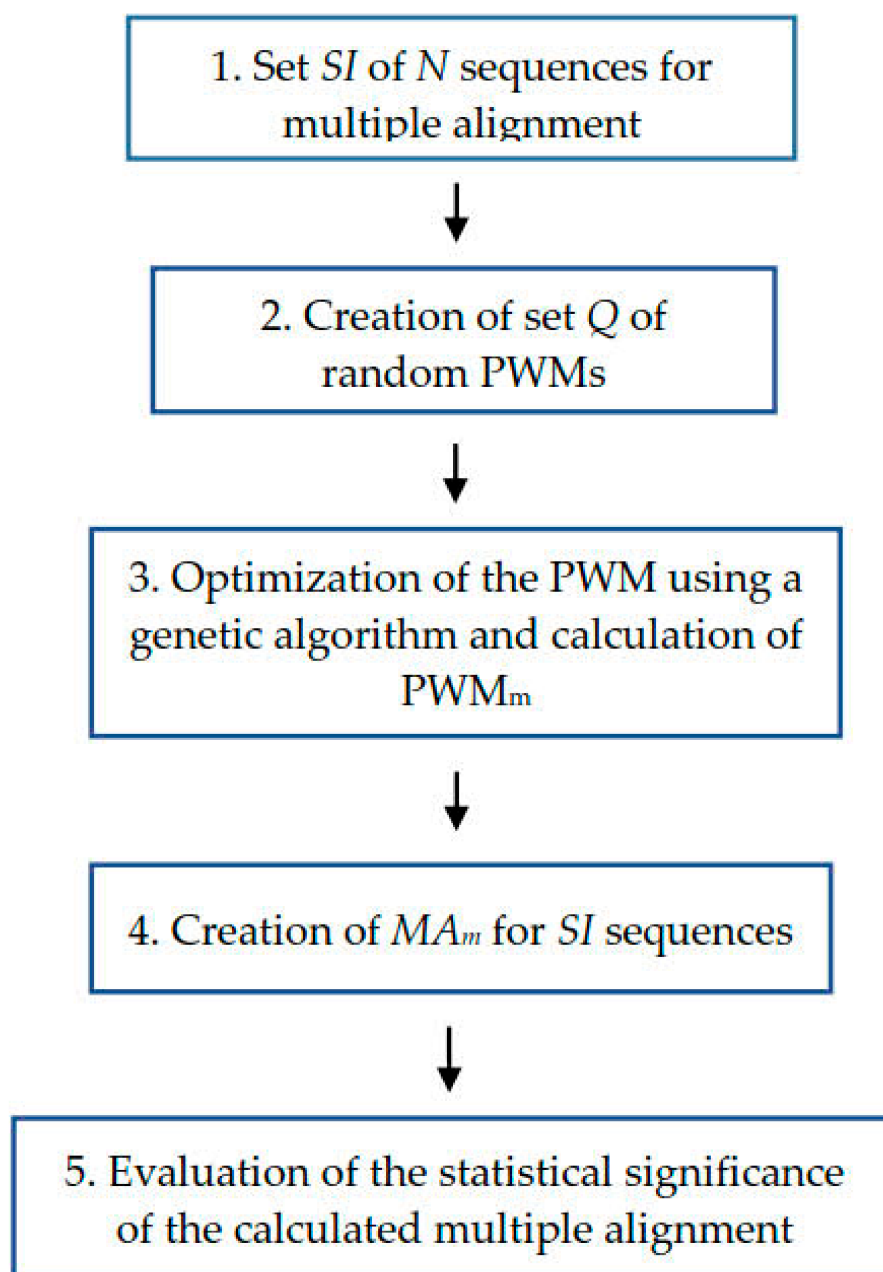 1. Set SI of N sequences for
multiple alignment
2. Creation of set Q of
random PWMs
3. Optimization of the PWM using a
genetic algorithm and calculation of
PWMm
4. Creation of MAm for SI sequences
5. Evaluation of the statistical significance
of the calculated multiple alignment